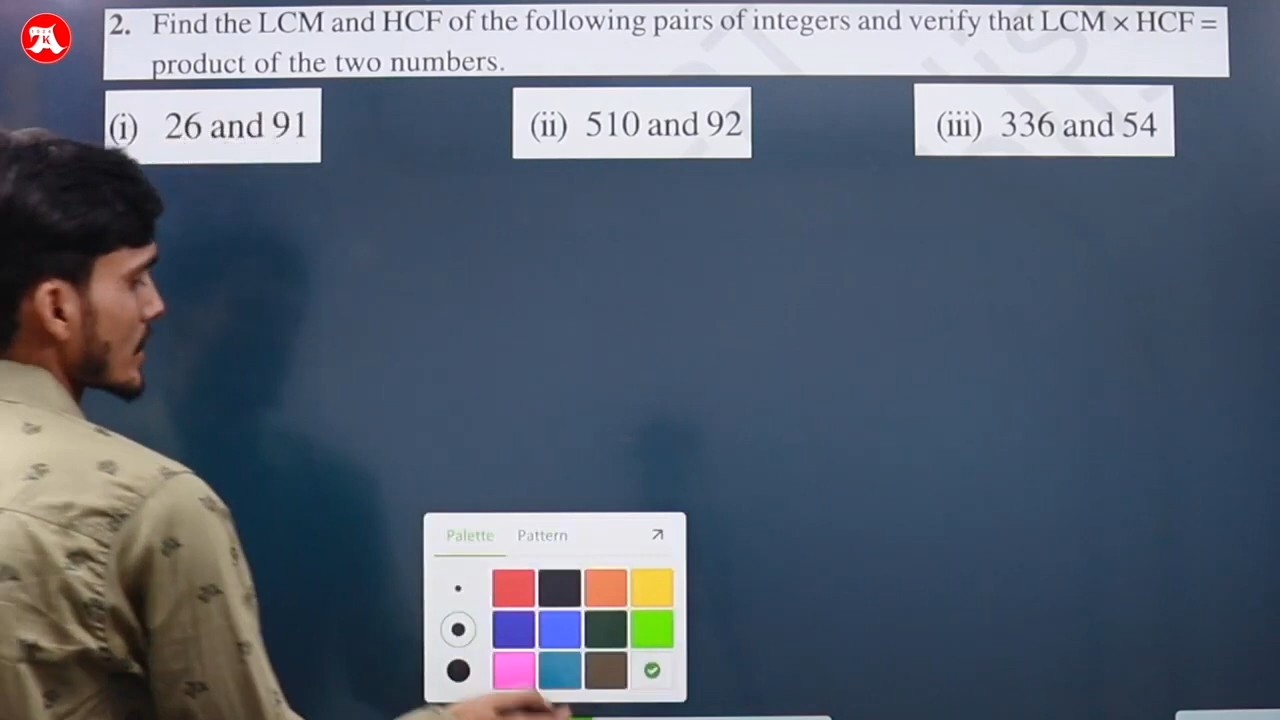 2. Find the LCM and HCF of the following pairs of integers and verify that LCM × HCF =
product of the two numbers.
(i) 26 and 91
(ii) 510 and 92
(iii) 336 and 54
Palette Pattern